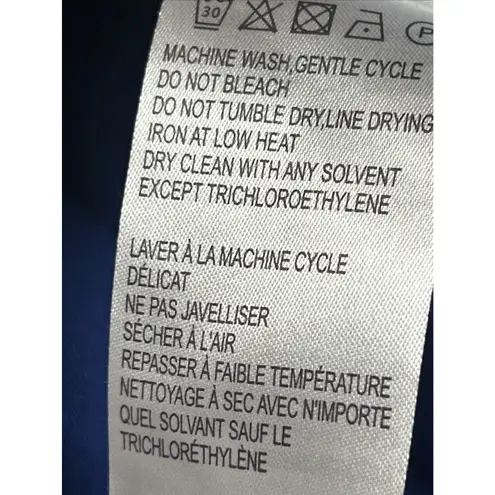 30
P
MACHINE WASH,GENTLE CYCLE
DO NOT BLEACH
DO NOT TUMBLE DRY,LINE DRYING
IRON AT LOW HEAT
DRY CLEAN WITH ANY SOLVENT
EXCEPT TRICHLOROETHYLENE
LAVER À LA MACHINE CYCLE
DÉLICAT
NE PAS JAVELLISER
SÉCHER À L'AIR
REPASSER À FAIBLE TEMPÉRATURE
NETTOYAGE À SEC AVEC N'IMPORTE
QUEL SOLVANT SAUF LE
TRICHLORÉTHYLÈNE